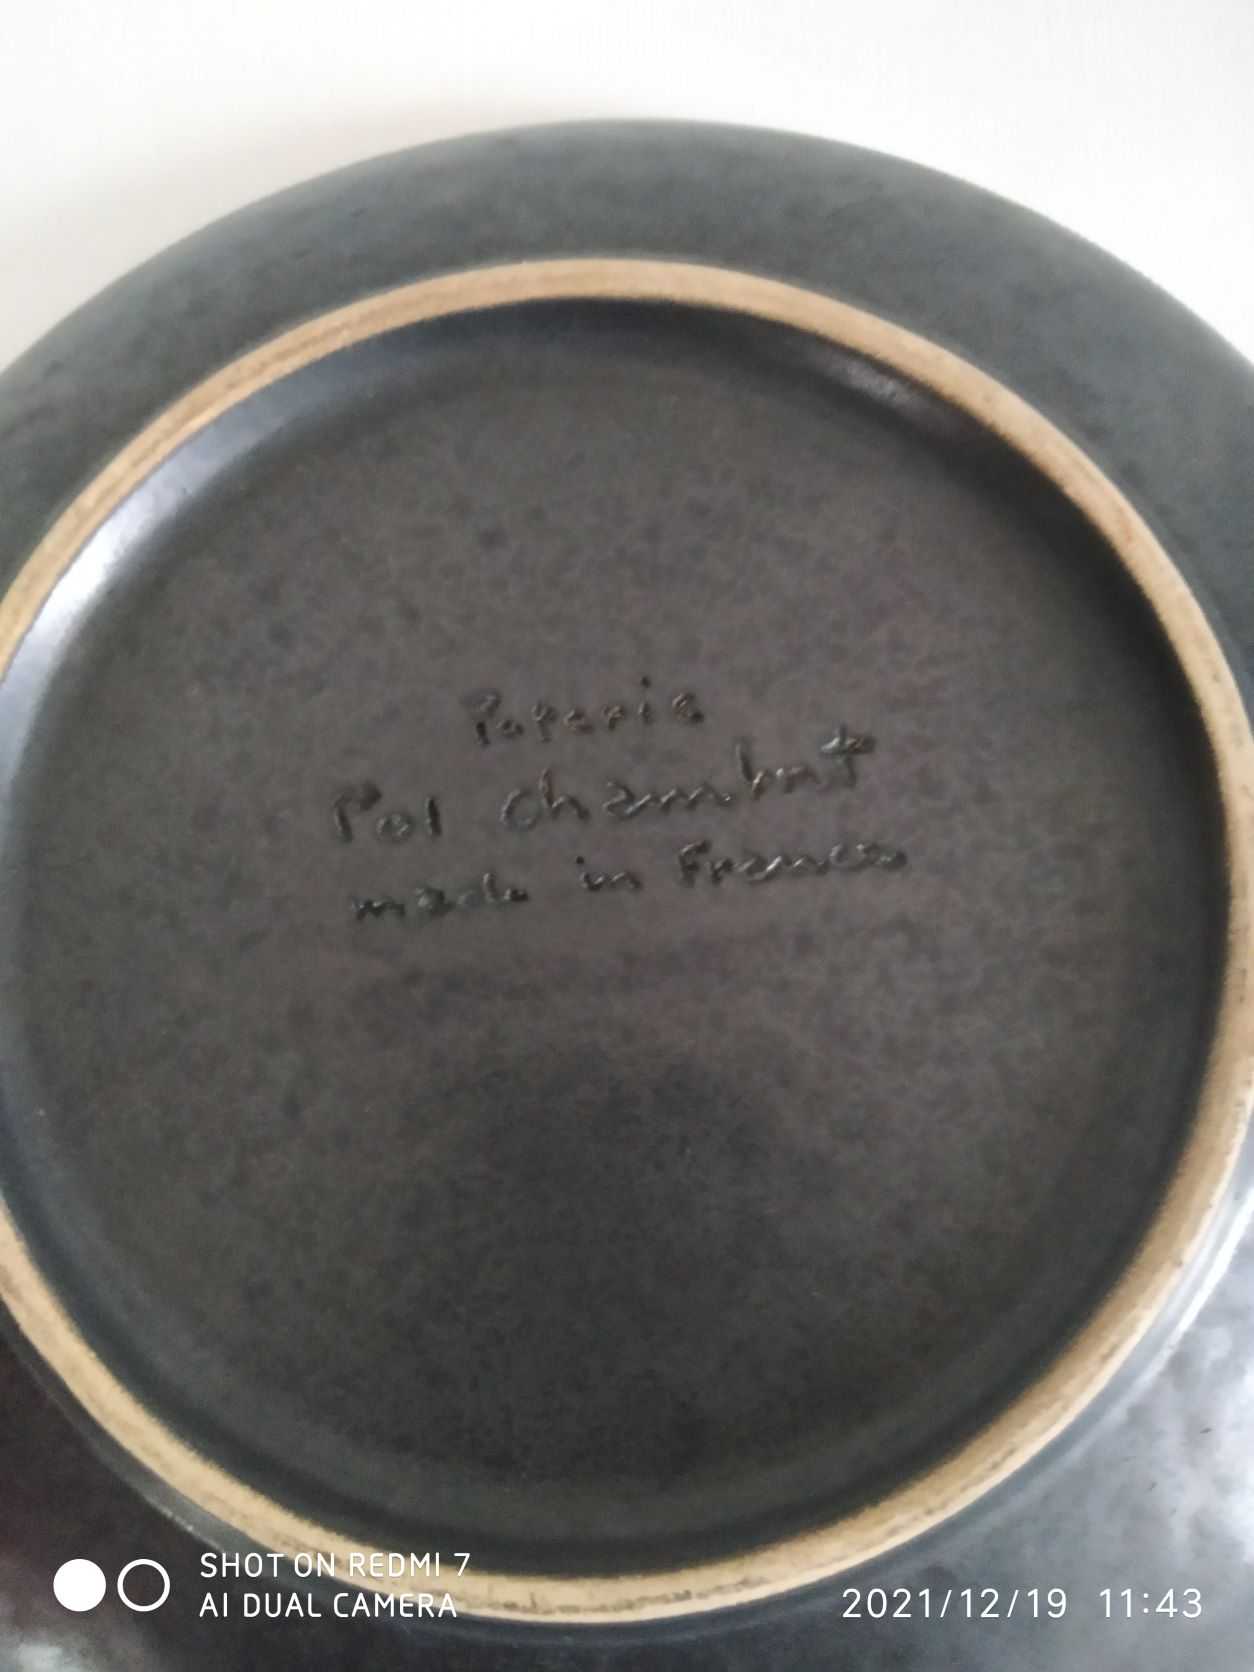 Poterie
Pol Chambost
made in France
SHOT ON REDMI 7
AI DUAL CAMERA
2021/12/19 11:43